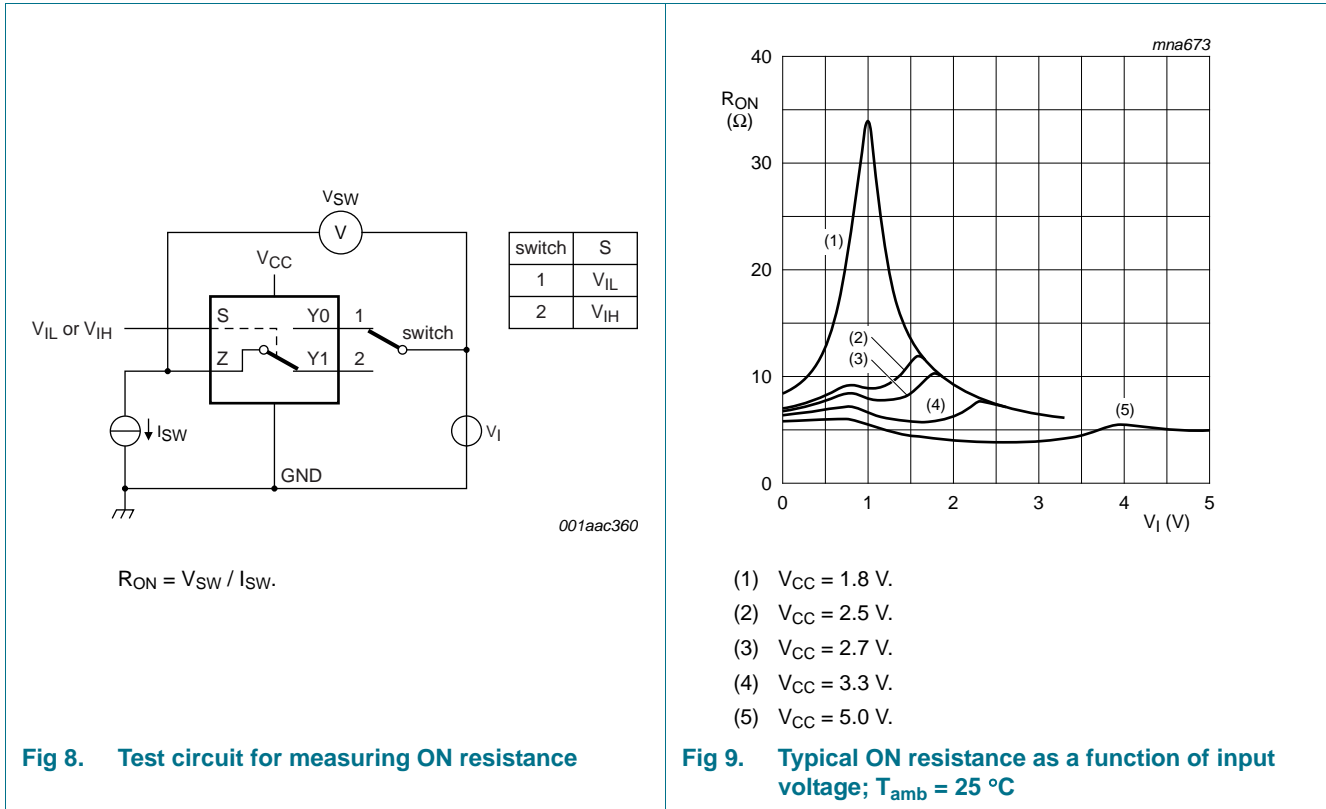 VSW
V
VCC
switch S
1 VIL
2 VIH
VIL or VIH
S Y0 1
switch
Z Y1 2
ISW
VI
GND
001aac360
RON = VSW / ISW.
Fig 8. Test circuit for measuring ON resistance
mna673
40
RON
(Ω)
30
(1)
20
(2)
(3)
10
(4)
(5)
0
0 1 2 3 4 5
VI (V)
(1) VCC = 1.8 V.
(2) VCC = 2.5 V.
(3) VCC = 2.7 V.
(4) VCC = 3.3 V.
(5) VCC = 5.0 V.
Fig 9. Typical ON resistance as a function of input
voltage; Tamb = 25 °C